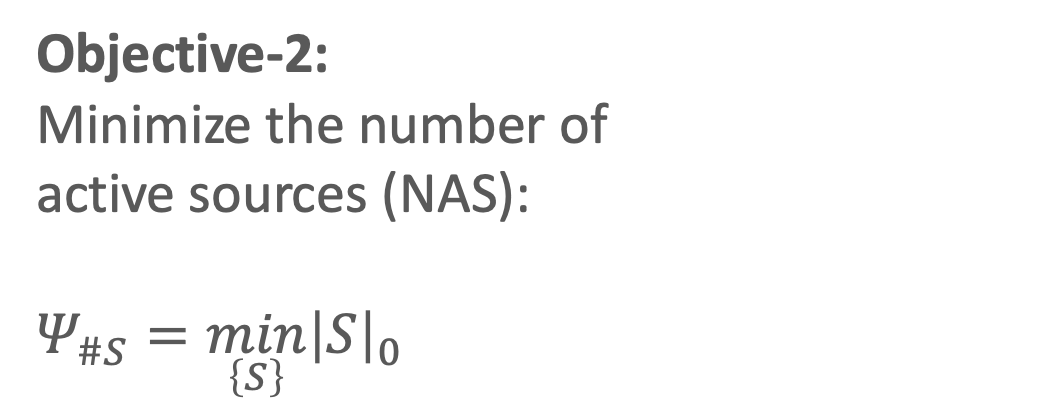 Objective-2:
Minimize the number of
active sources (NAS):
𝛹#S = min|S|₀
{S}